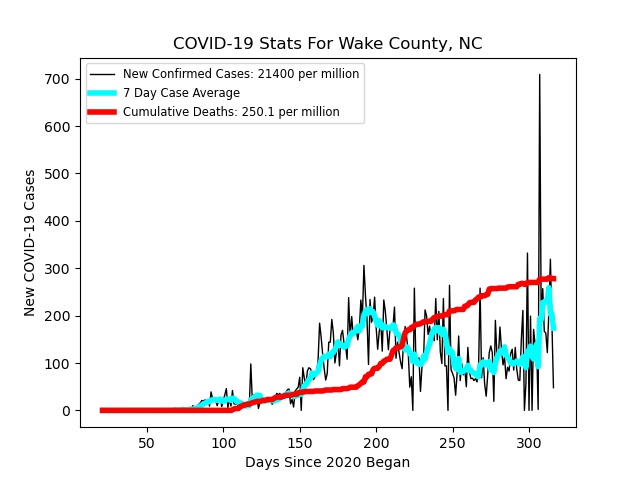 COVID-19 Stats For Wake County, NC
New Confirmed Cases: 21400 per million
7 Day Case Average
Cumulative Deaths: 250.1 per million
New COVID-19 Cases
700
600
500
400
300
200
100
0
50 100 150 200 250 300
Days Since 2020 Began